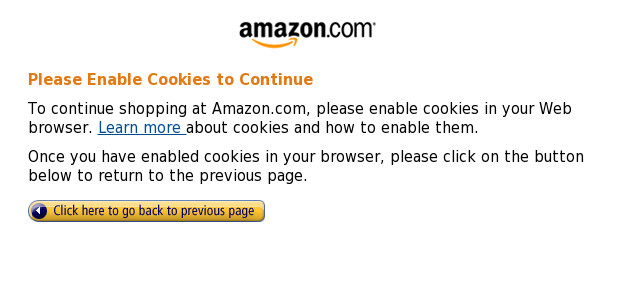 amazon.com
Please Enable Cookies to Continue
To continue shopping at Amazon.com, please enable cookies in your Web
browser. Learn more about cookies and how to enable them.
Once you have enabled cookies in your browser, please click on the button
below to return to the previous page.
Click here to go back to previous page